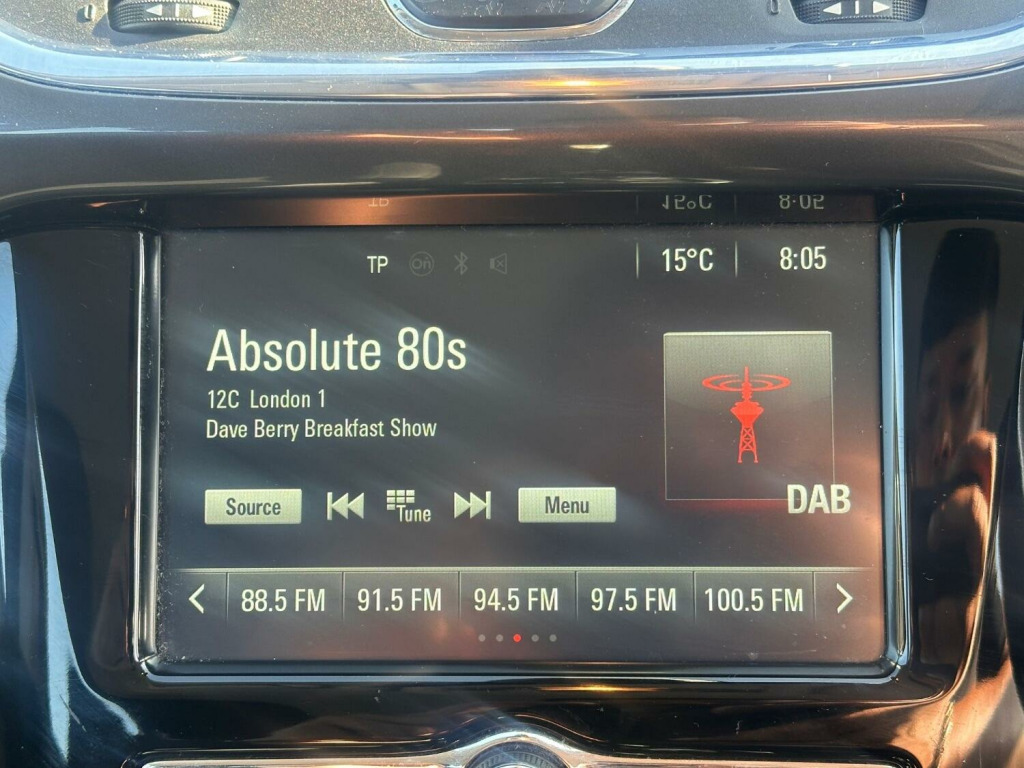 TP On 15°C 8:05
Absolute 80s
12C London 1
Dave Berry Breakfast Show
Source Tune Menu
DAB
88.5 FM 91.5 FM 94.5 FM 97.5 FM 100.5 FM